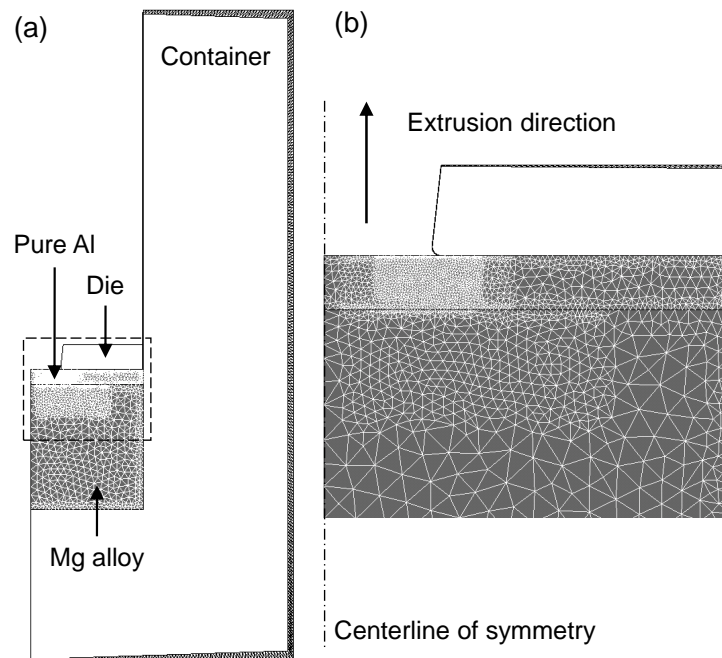 (a)
Container
Pure Al
Die
Mg alloy
(b)
Extrusion direction
Centerline of symmetry